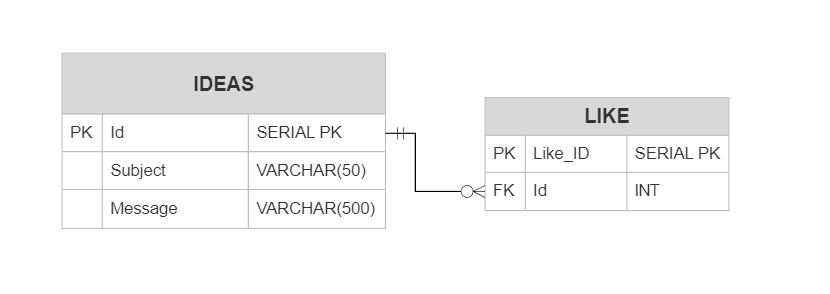 IDEAS
PK Id SERIAL PK
Subject VARCHAR(50)
Message VARCHAR(500)
LIKE
PK Like_ID SERIAL PK
FK Id INT